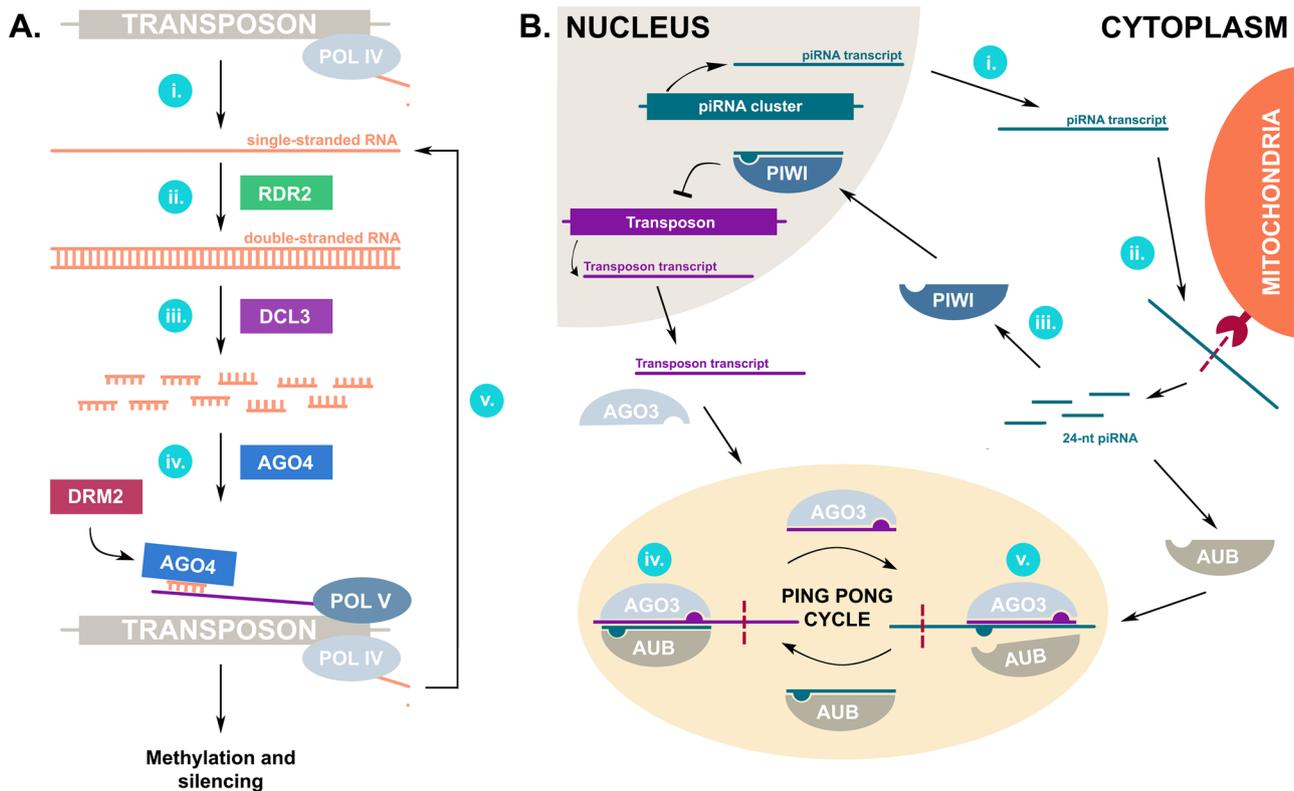 A.
TRANSPOSON
POL IV
i.
single-stranded RNA
ii.
RDR2
double-stranded RNA
iii.
DCL3
v.
iv.
AGO4
DRM2
AGO4
POL V
TRANSPOSON
POL IV
Methylation and
silencing
B.
NUCLEUS
CYTOPLASM
piRNA transcript
piRNA cluster
i.
piRNA transcript
MITOCHONDRIA
PIWI
Transposon
Transposon transcript
ii.
PIWI
iii.
Transposon transcript
AGO3
24-nt piRNA
AUB
AGO3
iv.
v.
AGO3
AUB
PING PONG
CYCLE
AGO3
AUB
AUB